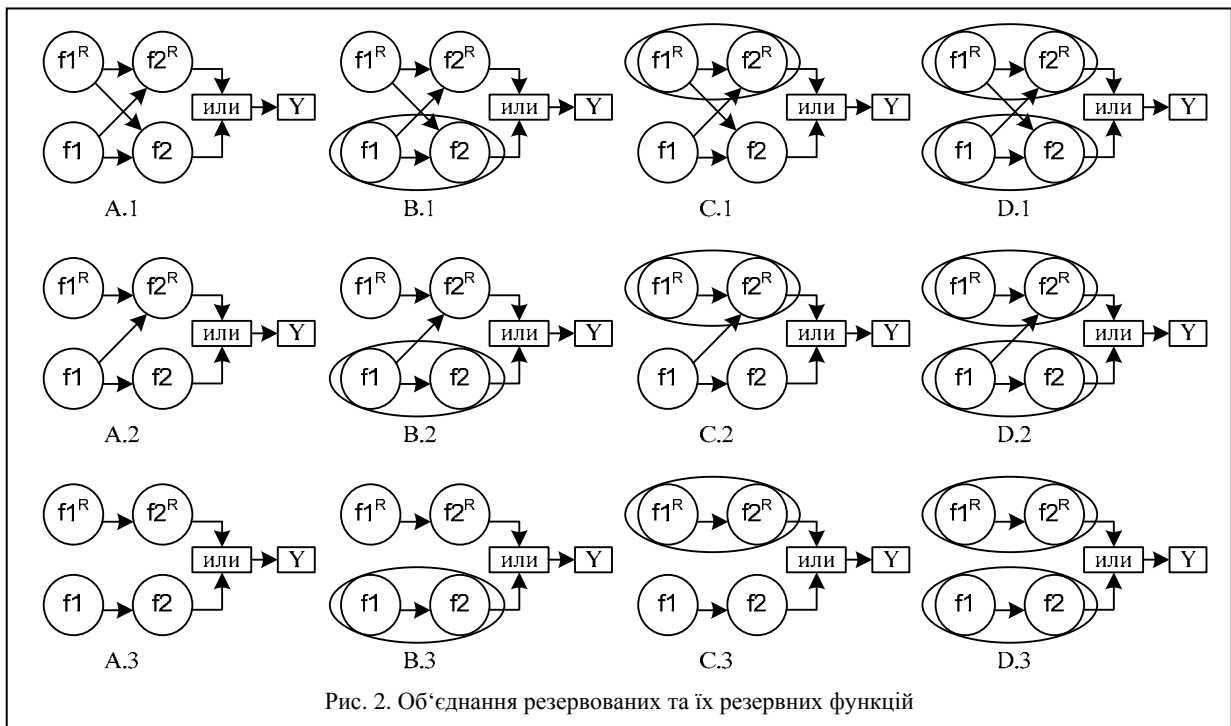 f1ᴿ f2ᴿ f1ᴿ f2ᴿ f1ᴿ f2ᴿ f1ᴿ f2ᴿ
или Y или Y или Y или Y
f1 f2 f1 f2 f1 f2 f1 f2
A.1 B.1 C.1 D.1
f1ᴿ f2ᴿ f1ᴿ f2ᴿ f1ᴿ f2ᴿ f1ᴿ f2ᴿ
или Y или Y или Y или Y
f1 f2 f1 f2 f1 f2 f1 f2
A.2 B.2 C.2 D.2
f1ᴿ f2ᴿ f1ᴿ f2ᴿ f1ᴿ f2ᴿ f1ᴿ f2ᴿ
или Y или Y или Y или Y
f1 f2 f1 f2 f1 f2 f1 f2
A.3 B.3 C.3 D.3
Рис. 2. Об‘єднання резервованих та їх резервних функцій